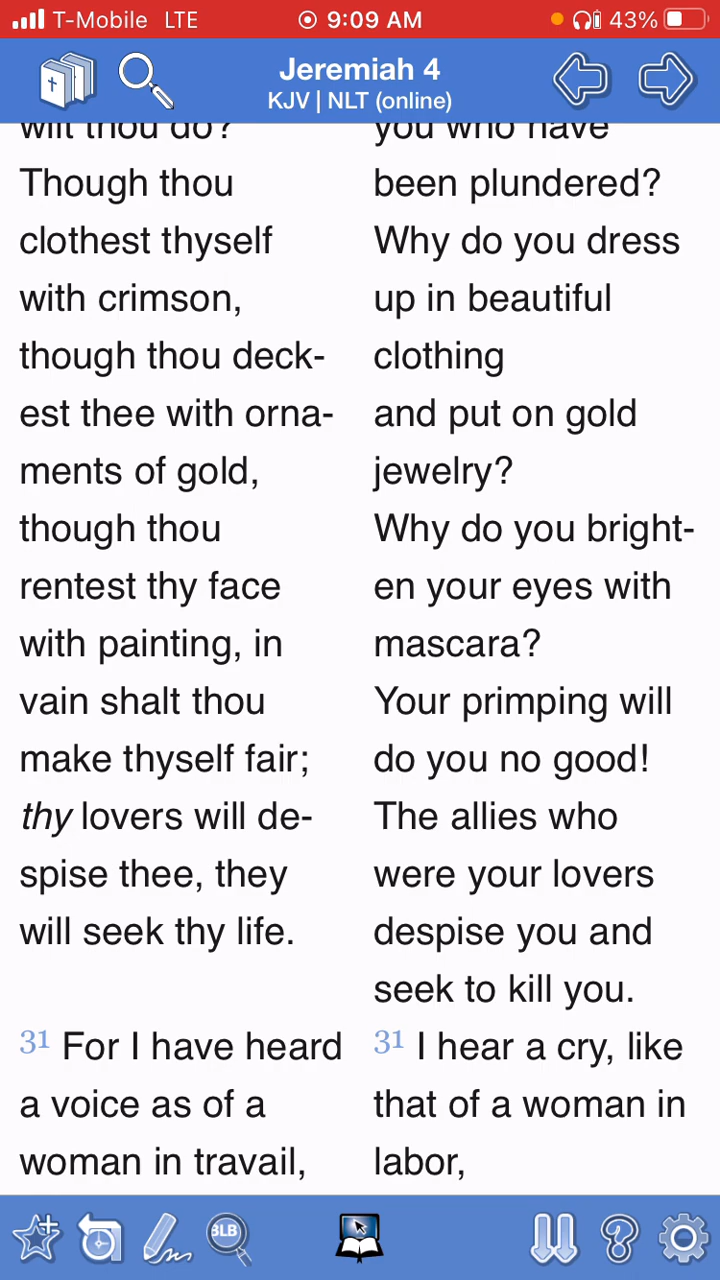 T-Mobile LTE 9:09 AM 43%
Jeremiah 4
KJV | NLT (online)
wilt thou do?
Though thou
clothest thyself
with crimson,
though thou deck-
est thee with orna-
ments of gold,
though thou
rentest thy face
with painting, in
vain shalt thou
make thyself fair;
thy lovers will de-
spise thee, they
will seek thy life.
31 For I have heard
a voice as of a
woman in travail,
you who have
been plundered?
Why do you dress
up in beautiful
clothing
and put on gold
jewelry?
Why do you bright-
en your eyes with
mascara?
Your primping will
do you no good!
The allies who
were your lovers
despise you and
seek to kill you.
31 I hear a cry, like
that of a woman in
labor,
BLB